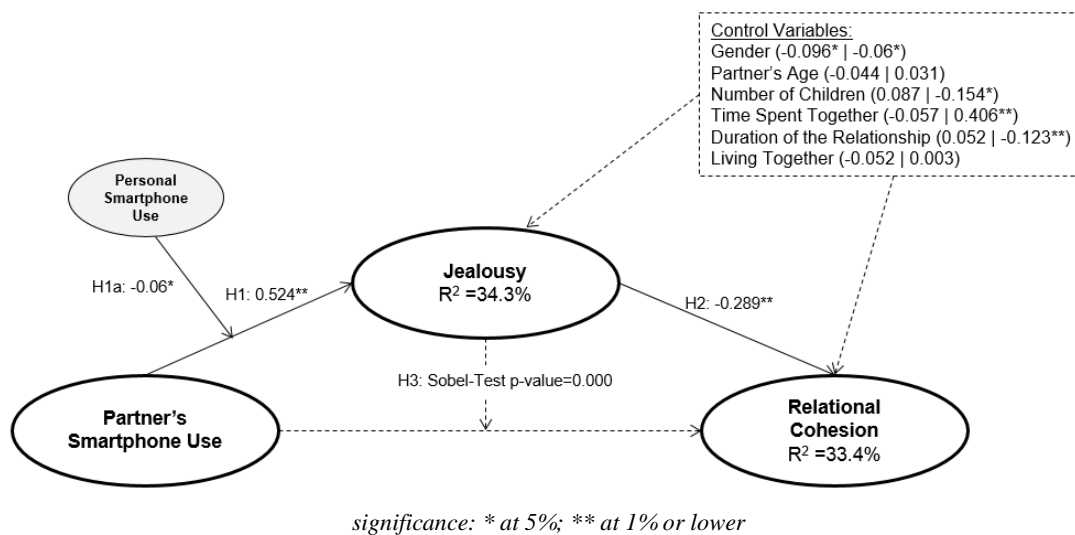 Control Variables:
Gender (-0.096* | -0.06*)
Partner's Age (-0.044 | 0.031)
Number of Children (0.087 | -0.154*)
Time Spent Together (-0.057 | 0.406**)
Duration of the Relationship (0.052 | -0.123**)
Living Together (-0.052 | 0.003)
Personal
Smartphone
Use
H1a: -0.06*
H1: 0.524**
Jealousy
R² =34.3%
H2: -0.289**
H3: Sobel-Test p-value=0.000
Partner's
Smartphone Use
Relational
Cohesion
R² =33.4%
significance: * at 5%; ** at 1% or lower